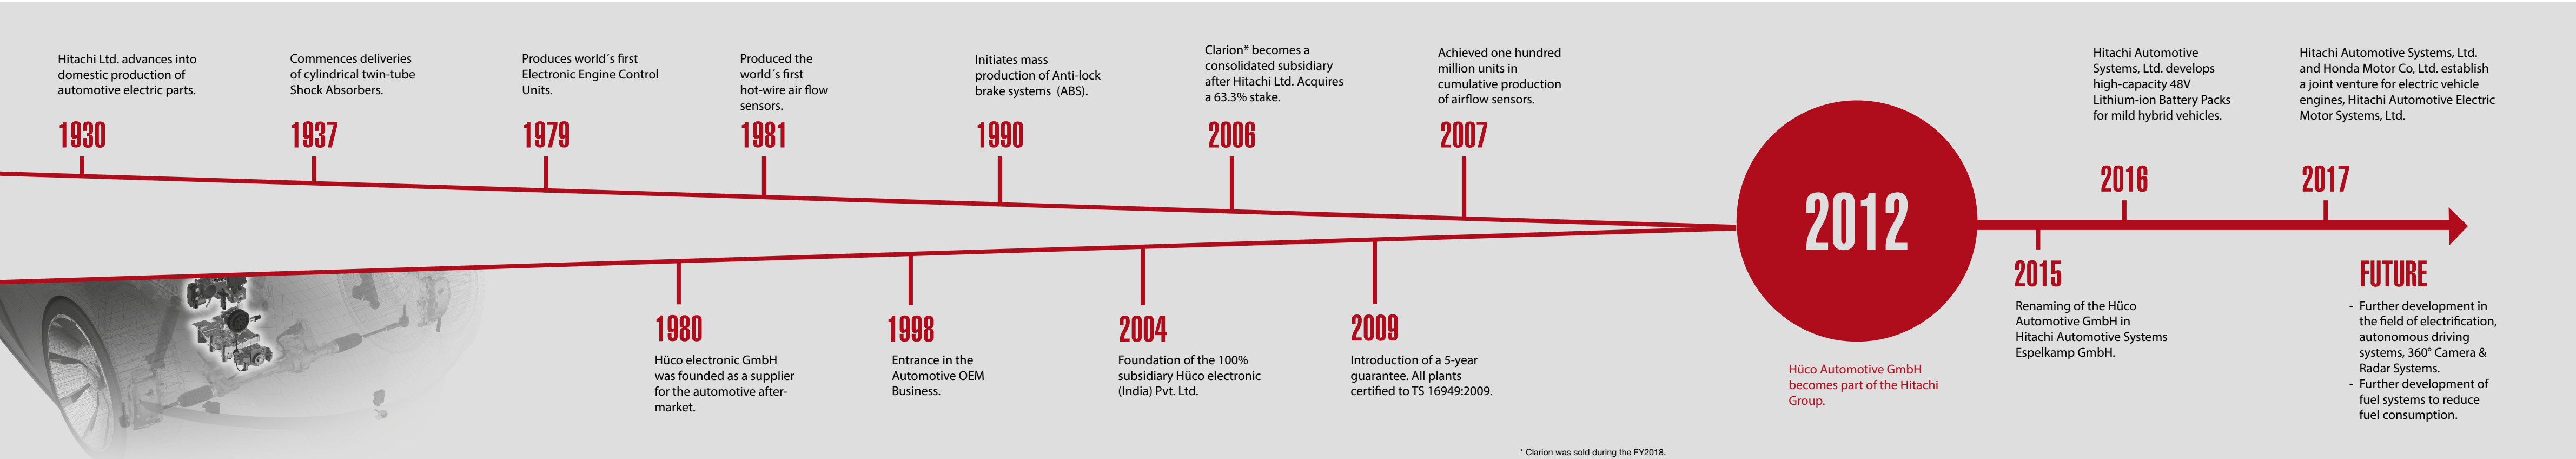 Hitachi Ltd. advances into
domestic production of
automotive electric parts.
1930
Commences deliveries
of cylindrical twin-tube
Shock Absorbers.
1937
Produces world´s first
Electronic Engine Control
Units.
1979
Produced the
world´s first
hot-wire air flow
sensors.
1981
Initiates mass
production of Anti-lock
brake systems (ABS).
1990
Clarion* becomes a
consolidated subsidiary
after Hitachi Ltd. Acquires
a 63.3% stake.
2006
Achieved one hundred
million units in
cumulative production
of airflow sensors.
2007
1980
Hüco electronic GmbH
was founded as a supplier
for the automotive after-
market.
1998
Entrance in the
Automotive OEM
Business.
2004
Foundation of the 100%
subsidiary Hüco electronic
(India) Pvt. Ltd.
2009
Introduction of a 5-year
guarantee. All plants
certified to TS 16949:2009.
2012
Hüco Automotive GmbH
becomes part of the Hitachi
Group.
2015
Renaming of the Hüco
Automotive GmbH in
Hitachi Automotive Systems
Espelkamp GmbH.
Hitachi Automotive
Systems, Ltd. develops
high-capacity 48V
Lithium-ion Battery Packs
for mild hybrid vehicles.
2016
Hitachi Automotive Systems, Ltd.
and Honda Motor Co, Ltd. establish
a joint venture for electric vehicle
engines, Hitachi Automotive Electric
Motor Systems, Ltd.
2017
FUTURE
- Further development in
the field of electrification,
autonomous driving
systems, 360° Camera &
Radar Systems.
- Further development of
fuel systems to reduce
fuel consumption.
* Clarion was sold during the FY2018.